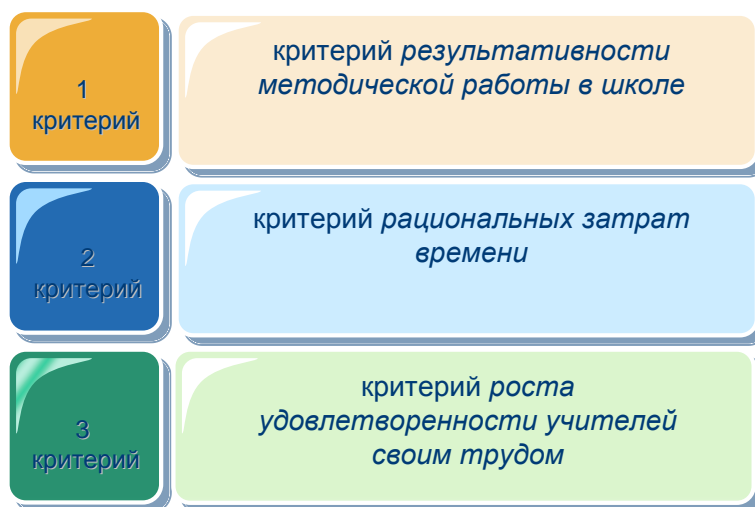 1
критерий
критерий результативности
методической работы в школе
2
критерий
критерий рациональных затрат
времени
3
критерий
критерий роста
удовлетворенности учителей
своим трудом